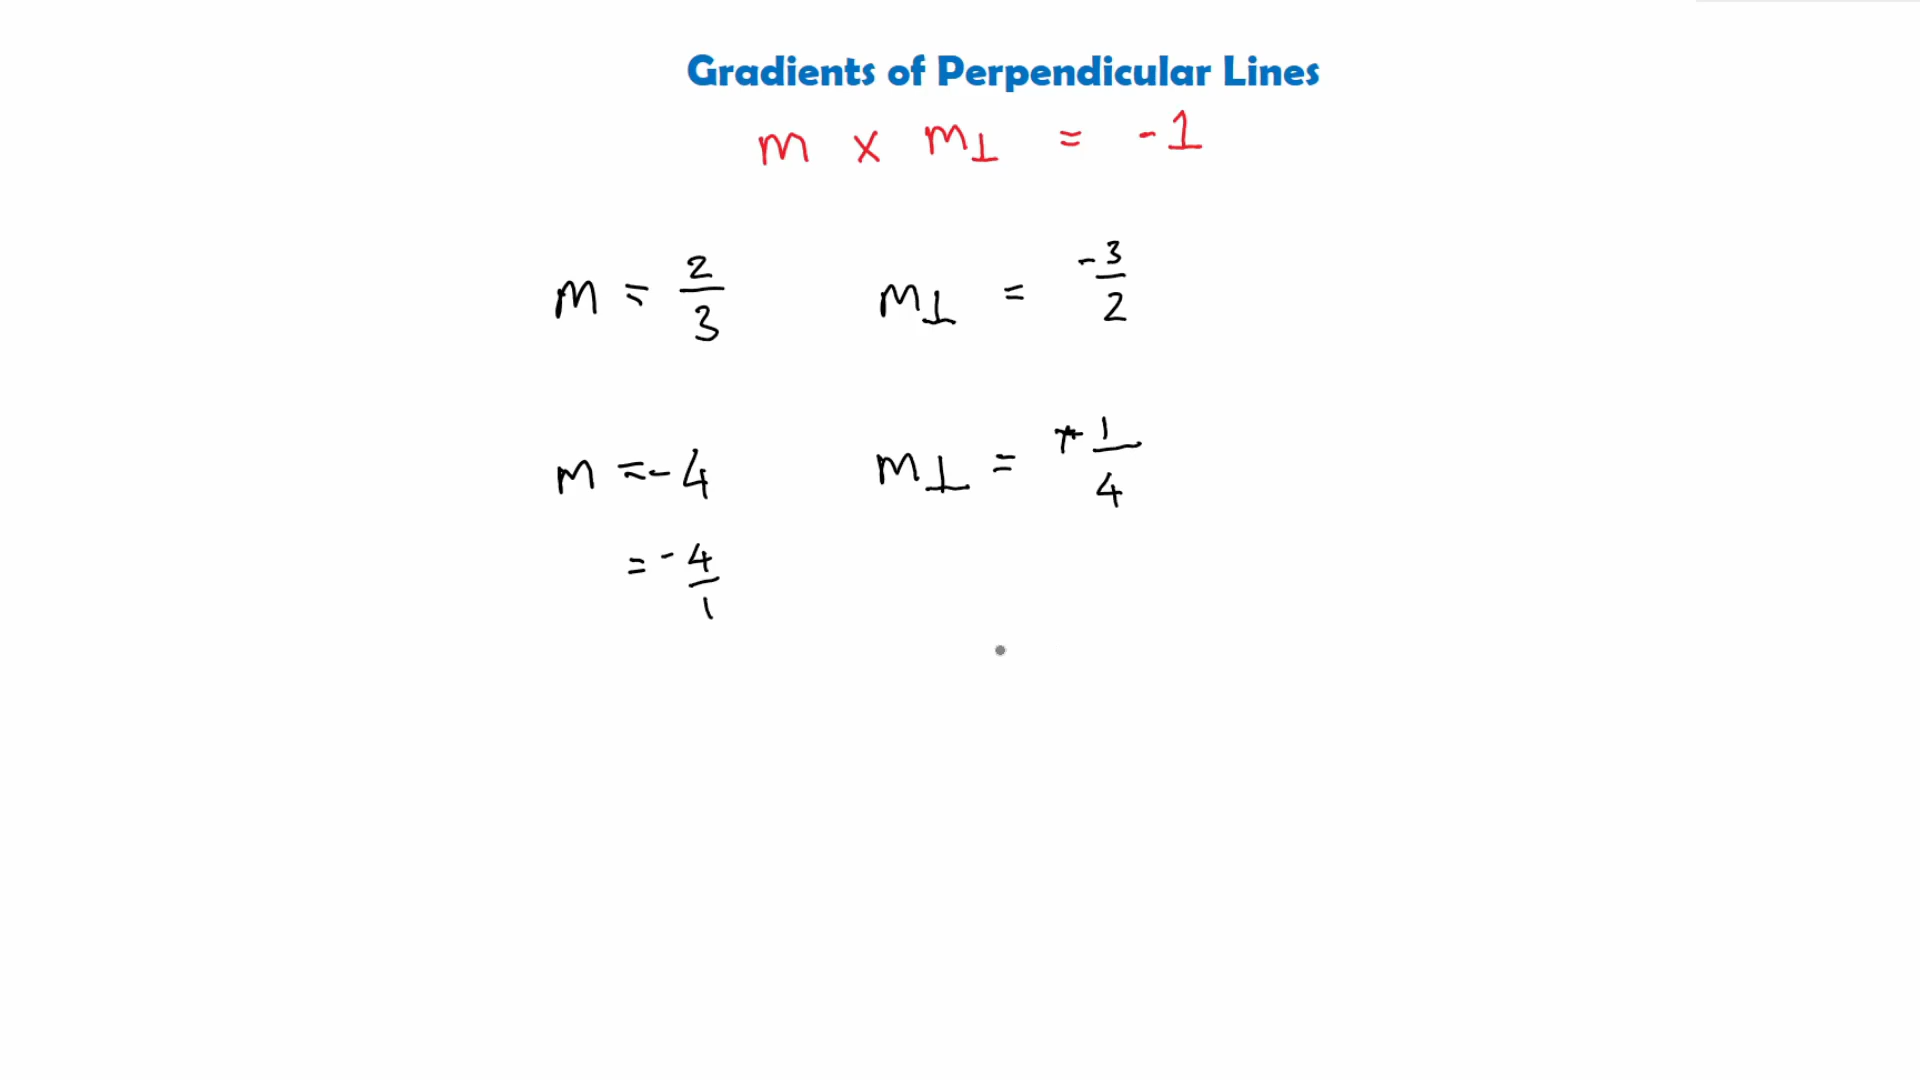 Gradients of Perpendicular Lines
m × m⊥ = -1
m = 2/3 m⊥ = -3/2
m = -4 m⊥ = +1/4
= -4/1